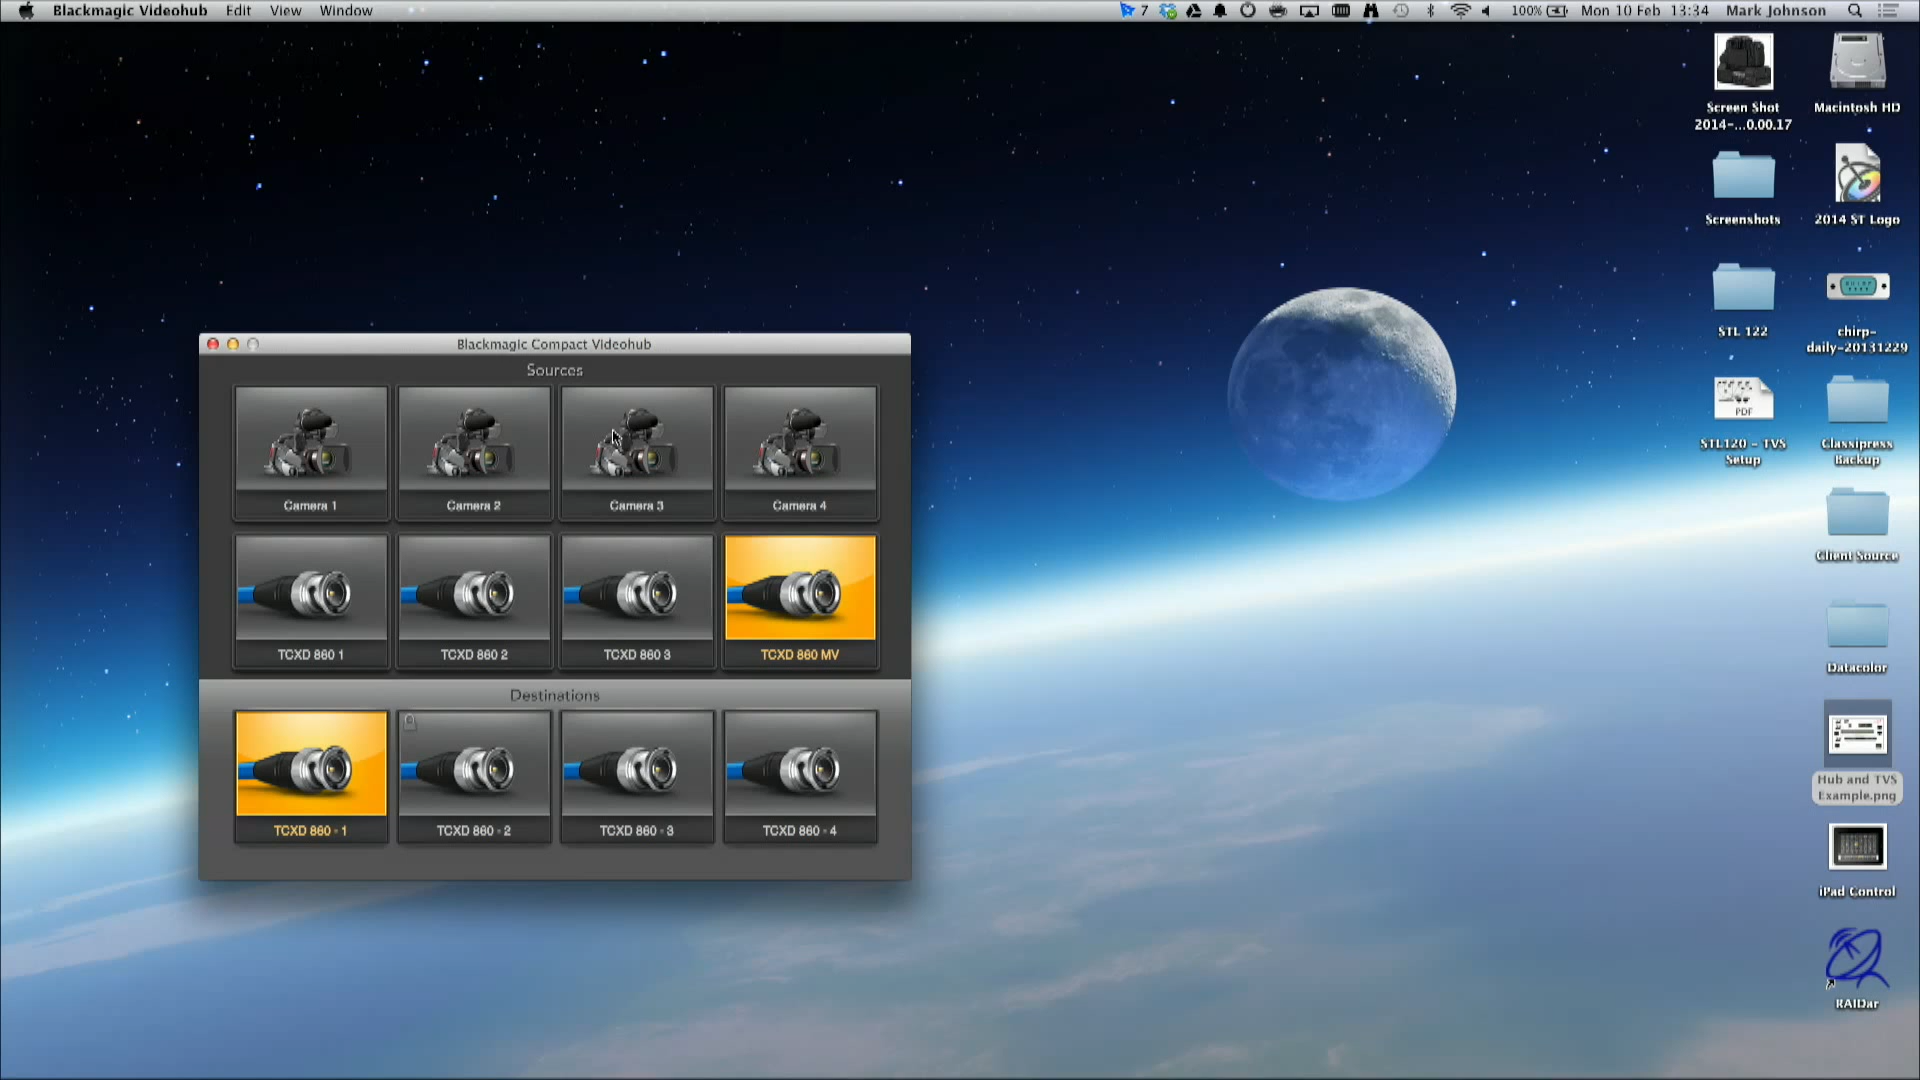 Blackmagic Videohub Edit View Window 7 100% Mon 10 Feb 13:34 Mark Johnson
Screen Shot
2014-...0.00.17
Macintosh HD
Screenshots
2014 ST Logo
STL 122
chirp-
daily-20131229
PDF
STL120 - TVS
Setup
Classipress
Backup
Client Source
Datacolor
Hub and TVS
Example.png
iPad Control
RAIDar
Blackmagic Compact Videohub
Sources
Camera 1 Camera 2 Camera 3 Camera 4
TCXD 860 1 TCXD 860 2 TCXD 860 3 TCXD 860 MV
Destinations
TCXD 860 - 1 TCXD 860 - 2 TCXD 860 - 3 TCXD 860 - 4